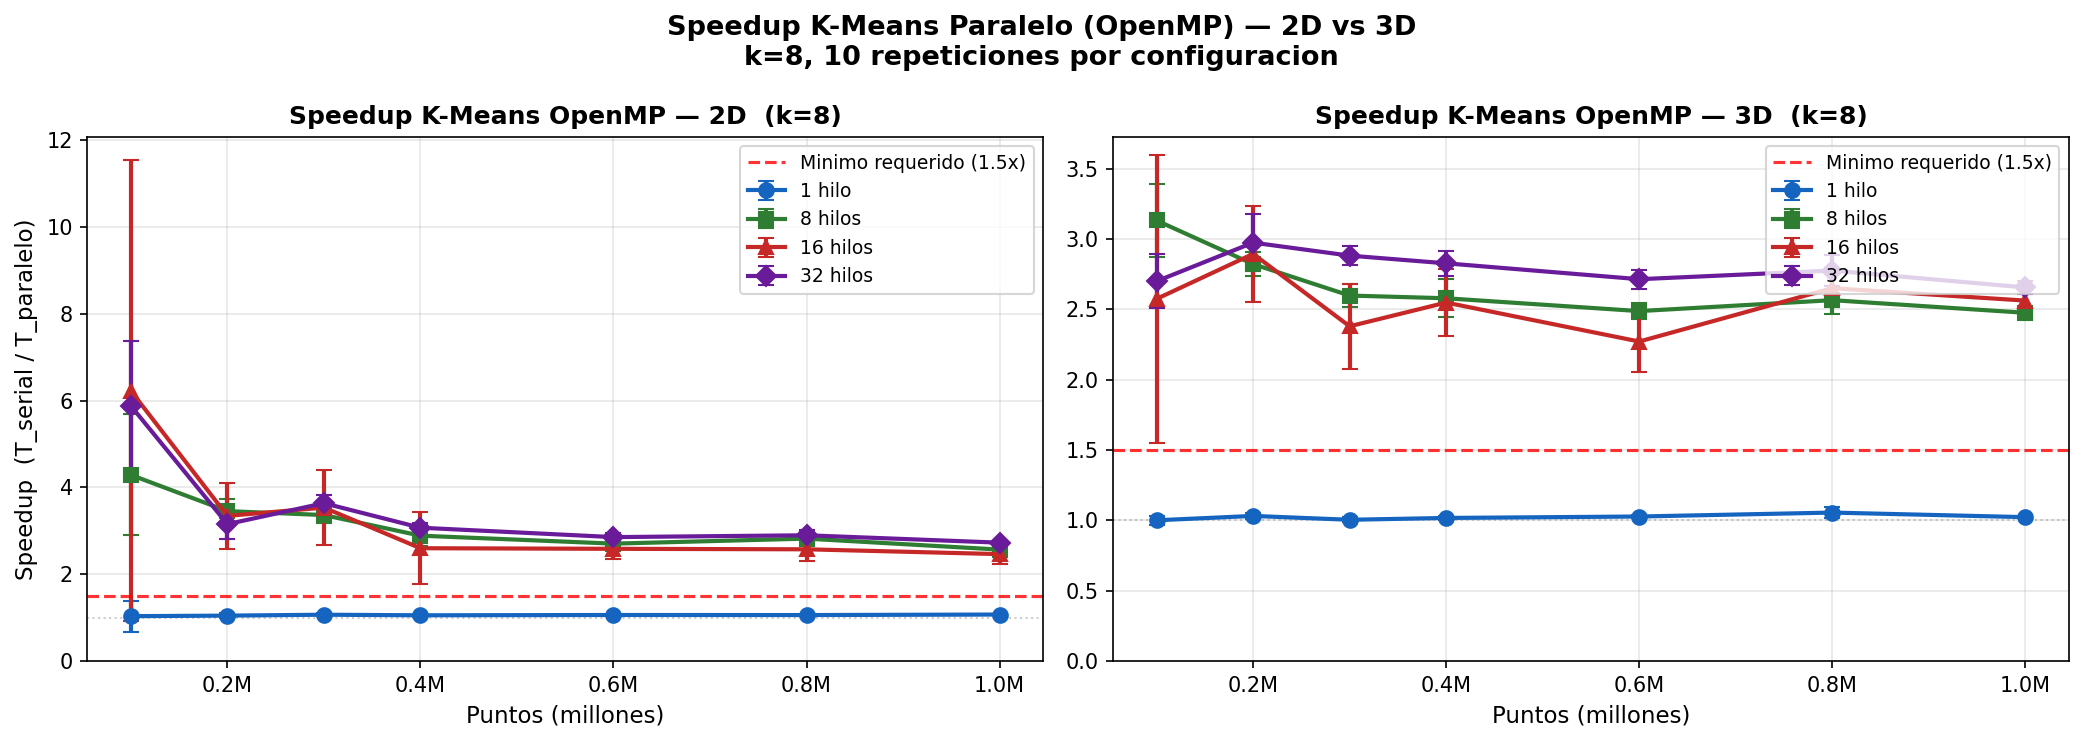 Speedup K-Means Paralelo (OpenMP) — 2D vs 3D
k=8, 10 repeticiones por configuracion
Speedup K-Means OpenMP — 2D  (k=8)
Speedup (T_serial / T_paralelo)
12
10
8
6
4
2
0
Minimo requerido (1.5x)
1 hilo
8 hilos
16 hilos
32 hilos
0.2M
0.4M
0.6M
0.8M
1.0M
Puntos (millones)
Speedup K-Means OpenMP — 3D  (k=8)
3.5
3.0
2.5
2.0
1.5
1.0
0.5
0.0
Minimo requerido (1.5x)
1 hilo
8 hilos
16 hilos
32 hilos
0.2M
0.4M
0.6M
0.8M
1.0M
Puntos (millones)